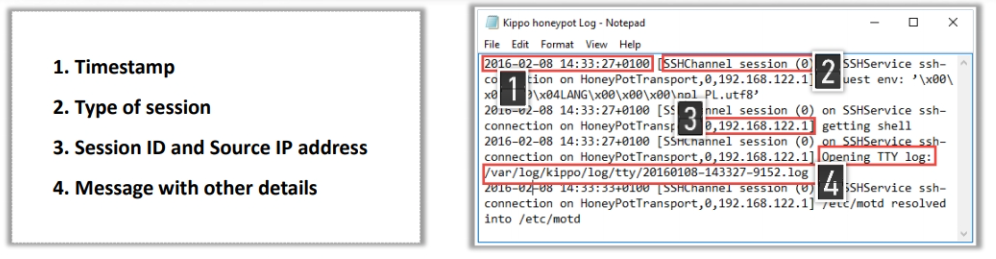 1. Timestamp
2. Type of session
3. Session ID and Source IP address
4. Message with other details
Kippo honeypot Log - Notepad
File Edit Format View Help
2016-02-08 14:33:27+0100 [SSHChannel session (0) SSHService ssh-
connection on HoneyPotTransport,0,192.168.122.1] uest env: '\x00\
\x04LANG\x00\x00\x00\npl_PL.utf8'
2016-02-08 14:33:27+0100 [SSHChannel session (0) on SSHService ssh-
connection on HoneyPotTransp 0,192.168.122.1] getting shell
2016-02-08 14:33:27+0100 [SSHChannel session (0) on SSHService ssh-
connection on HoneyPotTransport,0,192.168.122.1] Opening TTY log:
/var/log/kippo/log/tty/20160108-143327-9152.log
2016-02-08 14:33:33+0100 [SSHChannel session (0) SSHService ssh-
connection on HoneyPotTransport,0,192.168.122.1] /etc/motd resolved
into /etc/motd
1
2
3
4